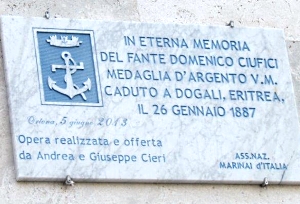 IN ETERNA MEMORIA
DEL FANTE DOMENICO CIUFICI
MEDAGLIA D'ARGENTO V.M.
CADUTO A DOGALI, ERITREA,
IL 26 GENNAIO 1887
Ortona, 5 giugno 2013
Opera realizzata e offerta
da Andrea e Giuseppe Cieri
ASS.NAZ.
MARINAI d'ITALIA